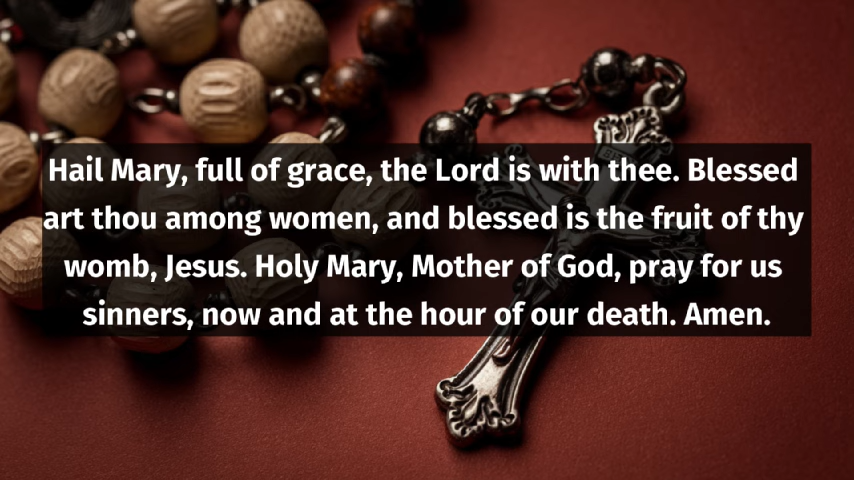 Hail Mary, full of grace, the Lord is with thee. Blessed
art thou among women, and blessed is the fruit of thy
womb, Jesus. Holy Mary, Mother of God, pray for us
sinners, now and at the hour of our death. Amen.